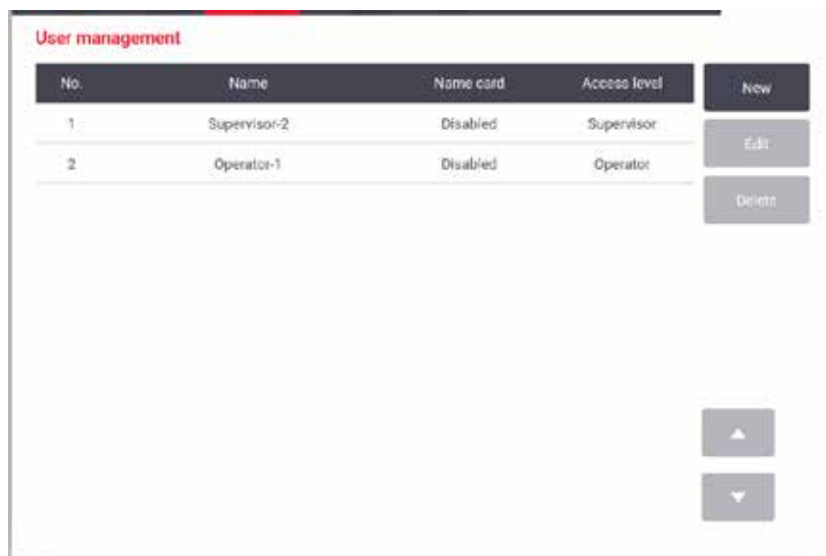 User management
No. Name Name card Access level New
1 Supervisor-2 Disabled Supervisor
Edit
2 Operator-1 Disabled Operator
Delete